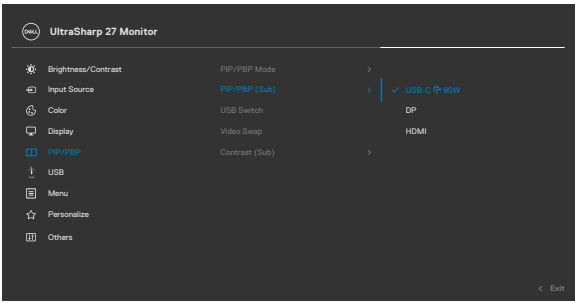 DELL UltraSharp 27 Monitor
Brightness/Contrast PIP/PBP Mode
Input Source PIP/PBP (Sub) USB-C 90W
Color USB Switch DP
Display Video Swap HDMI
PIP/PBP Contrast (Sub)
USB
Menu
Personalize
Others
Exit